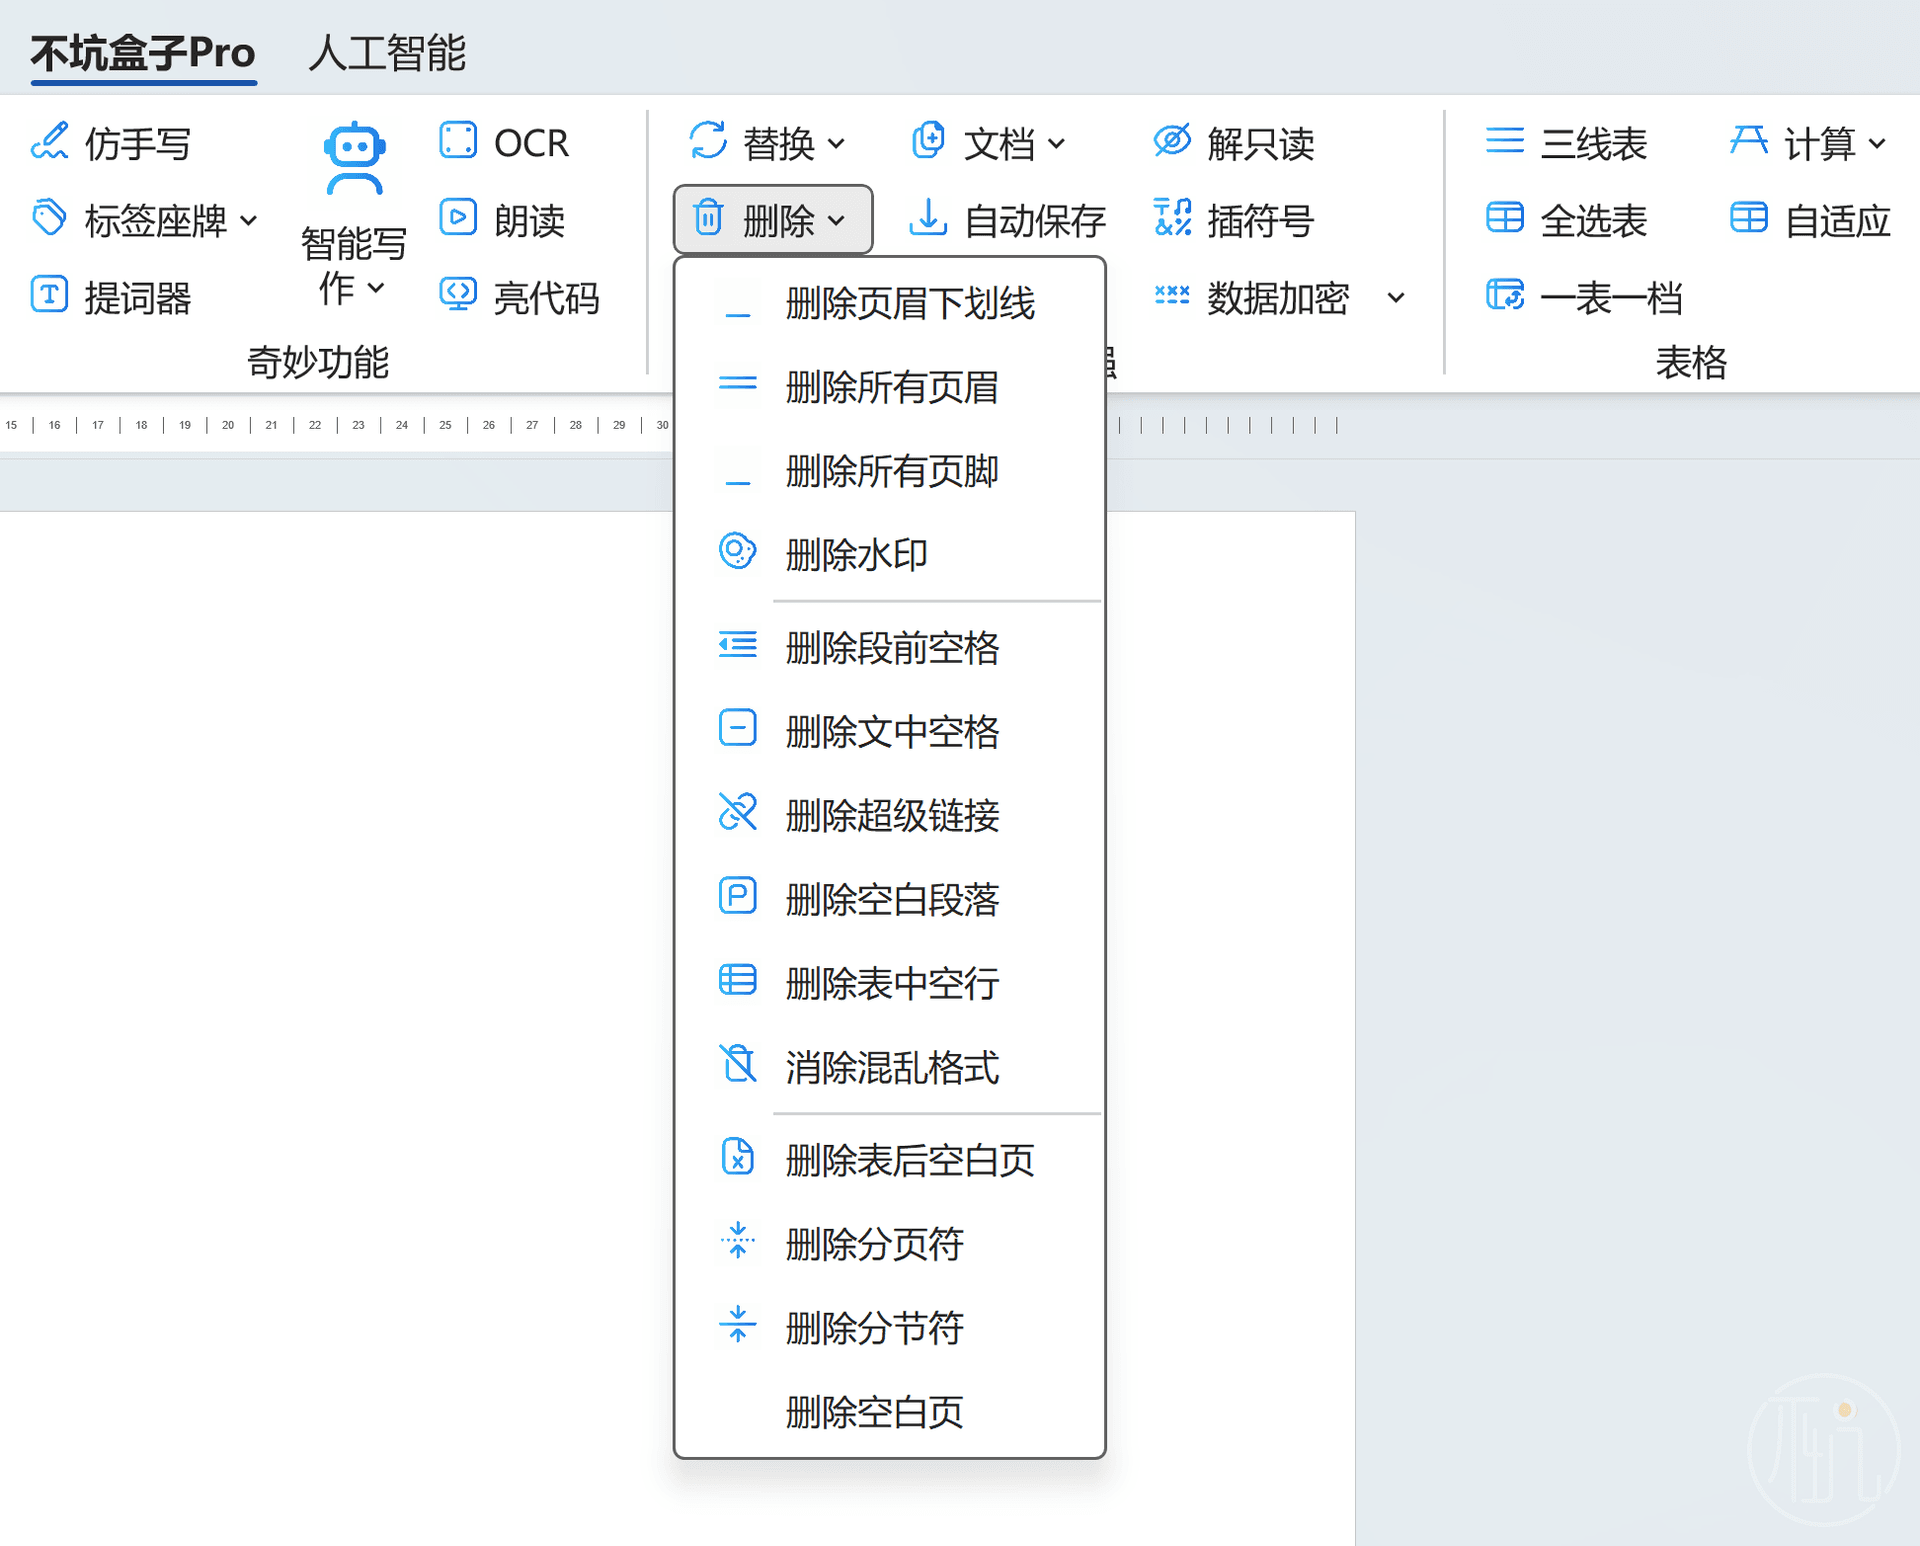 不坑盒子Pro 人工智能
仿手写 OCR 替换 文档 解只读 三线表 计算
标签座牌 智能写作 朗读 删除 自动保存 插符号 全选表 自适应
提词器 亮代码 数据加密 一表一档
奇妙功能 表格
15 16 17 18 19 20 21 22 23 24 25 26 27 28 29 30
删除页眉下划线
删除所有页眉
删除所有页脚
删除水印
删除段前空格
删除文中空格
删除超级链接
删除空白段落
删除表中空行
消除混乱格式
删除表后空白页
删除分页符
删除分节符
删除空白页